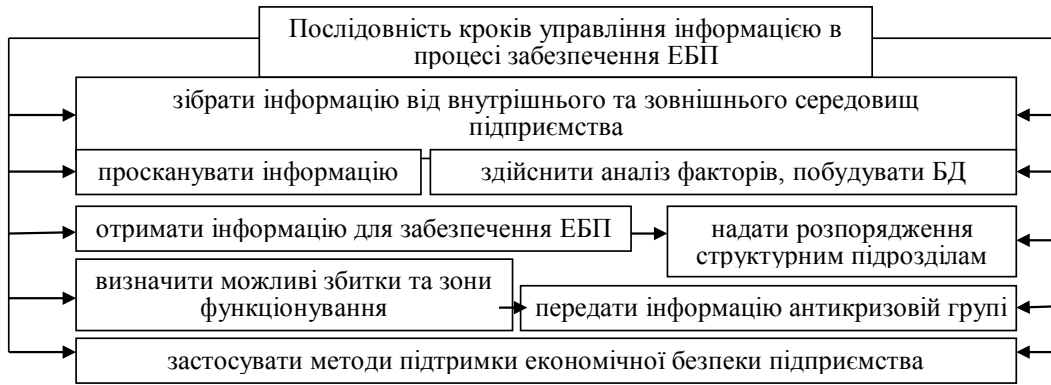 Послідовність кроків управління інформацією в
процесі забезпечення ЕБП
зібрати інформацію від внутрішнього та зовнішнього середовищ
підприємства
просканувати інформацію
здійснити аналіз факторів, побудувати БД
отримати інформацію для забезпечення ЕБП
надати розпорядження
структурним підрозділам
визначити можливі збитки та зони
функціонування
передати інформацію антикризовій групі
застосувати методи підтримки економічної безпеки підприємства